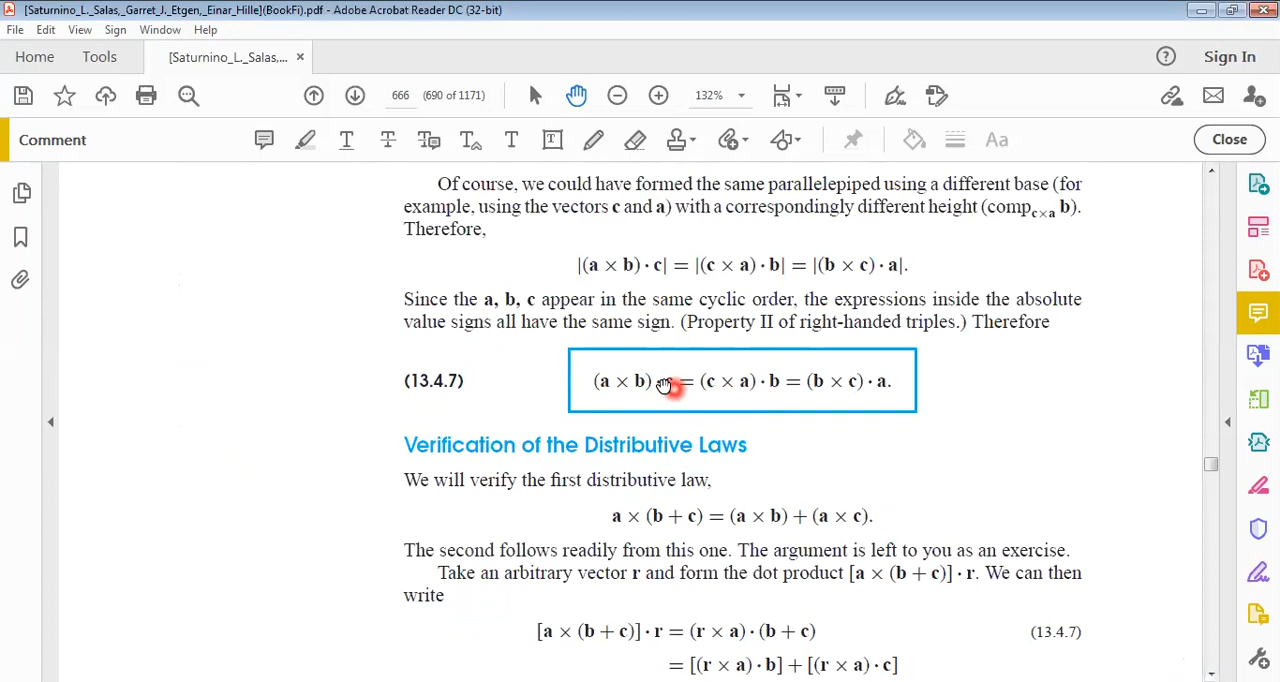 [Saturnino_L._Salas,_Garret_J._Etgen,_Einar_Hille](BookFi).pdf - Adobe Acrobat Reader DC (32-bit)
File Edit View Sign Window Help
Home Tools [Saturnino_L._Salas,... × Sign In
666 (690 of 1171) 132%
Comment Close
Of course, we could have formed the same parallelepiped using a different base (for
example, using the vectors c and a) with a correspondingly different height (comp_{c×a} b).
Therefore,
|(a × b) · c| = |(c × a) · b| = |(b × c) · a|.
Since the a, b, c appear in the same cyclic order, the expressions inside the absolute
value signs all have the same sign. (Property II of right-handed triples.) Therefore
(13.4.7) (a × b) = (c × a) · b = (b × c) · a.
Verification of the Distributive Laws
We will verify the first distributive law,
a × (b + c) = (a × b) + (a × c).
The second follows readily from this one. The argument is left to you as an exercise.
Take an arbitrary vector r and form the dot product [a × (b + c)] · r. We can then
write
[a × (b + c)] · r = (r × a) · (b + c) (13.4.7)
= [(r × a) · b] + [(r × a) · c]